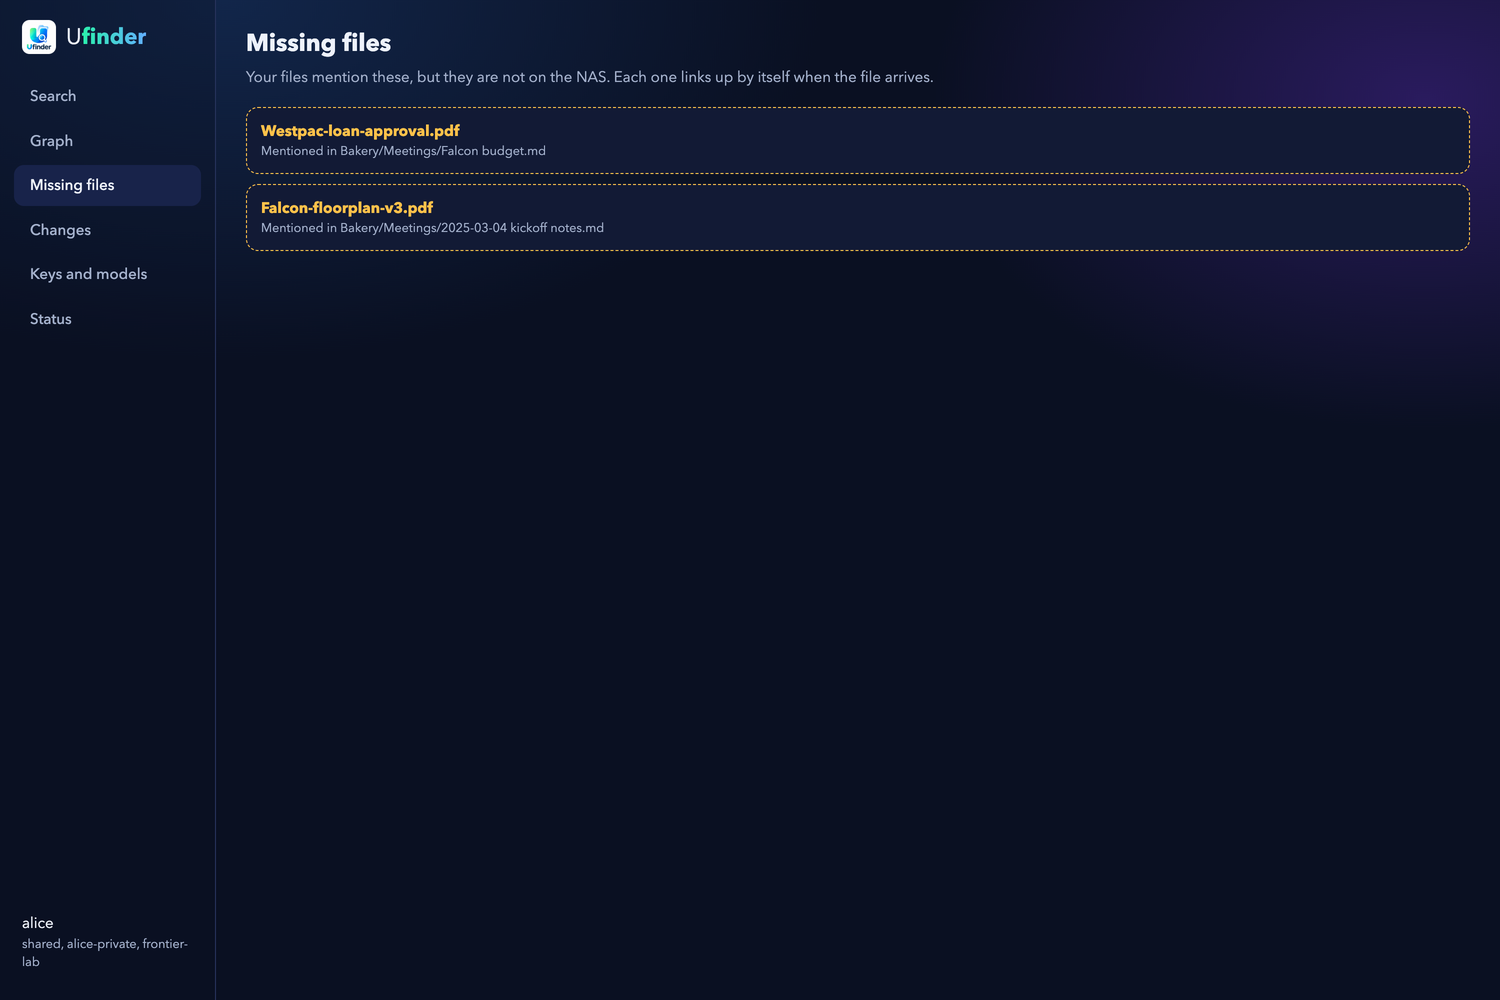 Ufinder
Ufinder
Search
Graph
Missing files
Changes
Keys and models
Status
alice
shared, alice-private, frontier-
lab
Missing files
Your files mention these, but they are not on the NAS. Each one links up by itself when the file arrives.
Westpac-loan-approval.pdf
Mentioned in Bakery/Meetings/Falcon budget.md
Falcon-floorplan-v3.pdf
Mentioned in Bakery/Meetings/2025-03-04 kickoff notes.md